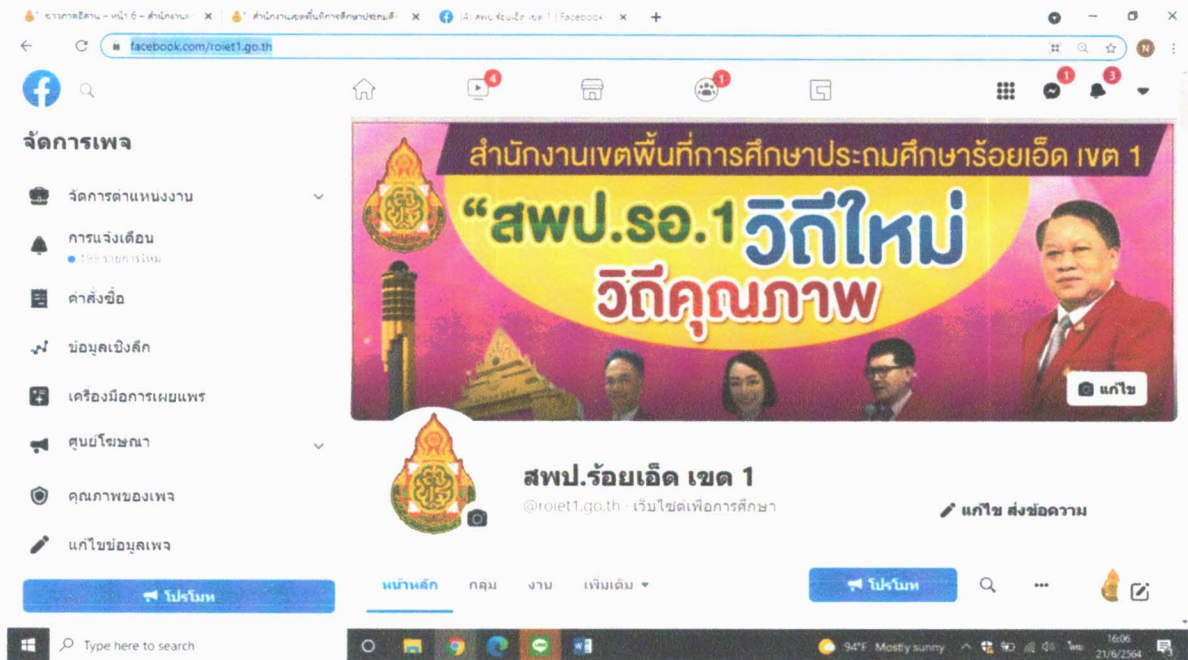 facebook.com/roiet1.go.th
N
4
1
1
3
จัดการเพจ
จัดการตำแหน่งงาน
การแจ้งเตือน
คำสั่งซื้อ
ข้อมูลเชิงลึก
เครื่องมือการเผยแพร่
ศูนย์โฆษณา
คุณภาพของเพจ
แก้ไขข้อมูลเพจ
โปรโมท
สำนักงานเขตพื้นที่การศึกษาประถมศึกษาร้อยเอ็ด เขต 1
“สพป.รอ.1วิถีใหม่
วิถีคุณภาพ
แก้ไข
สพป.ร้อยเอ็ด เขต 1
@roiet1.go.th · เว็บไซต์เพื่อการศึกษา
แก้ไข ส่งข้อความ
หน้าหลัก กลุ่ม งาน เพิ่มเติม
โปรโมท
Type here to search
94°F Mostly sunny
ไทย
16:06
21/6/2564